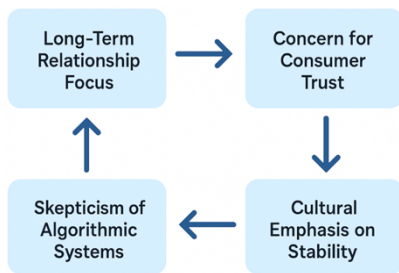 Long-Term
Relationship
Focus
Concern for
Consumer
Trust
Skepticism of
Algorithmic
Systems
Cultural
Emphasis on
Stability